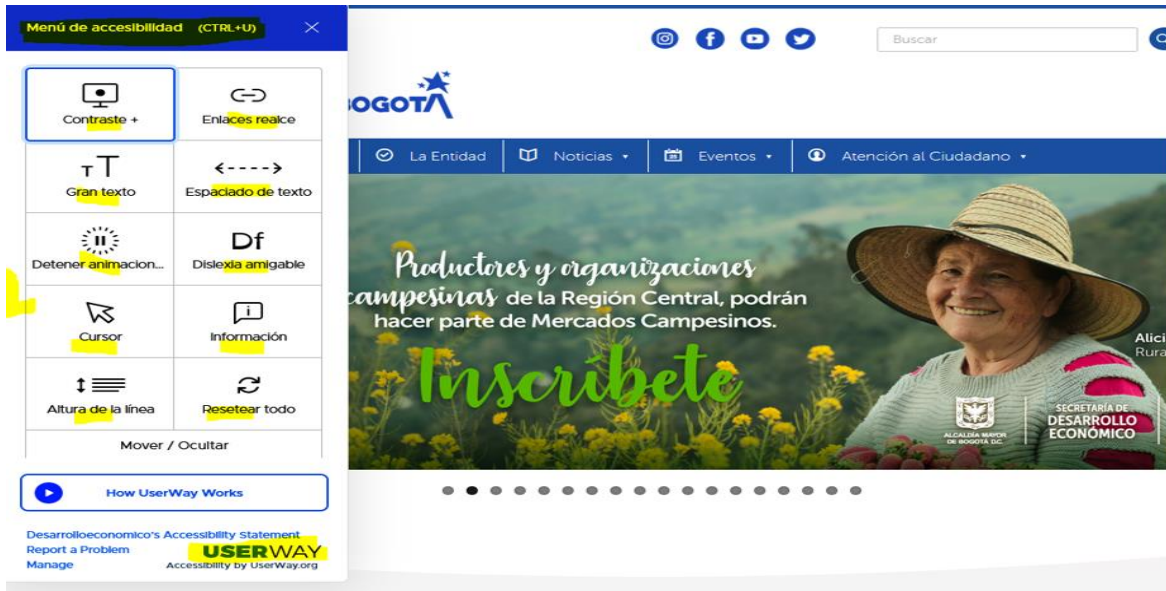 Menú de accesibilidad (CTRL+U)
Contraste +
Enlaces realce
Gran texto
Espaciado de texto
Detener animacion...
Df
Dislexia amigable
Cursor
Información
Altura de la línea
Resetear todo
Mover / Ocultar
How UserWay Works
Desarrolloeconomico's Accessibility Statement
Report a Problem
Manage
USERWAY
Accessibility by UserWay.org
Buscar
BOGOTÁ
La Entidad
Noticias
Eventos
Atención al Ciudadano
Productores y organizaciones
campesinas de la Región Central, podrán
hacer parte de Mercados Campesinos.
Inscríbete
Alici
Rura
ALCALDÍA MAYOR
DE BOGOTÁ D.C.
SECRETARÍA DE
DESARROLLO
ECONÓMICO